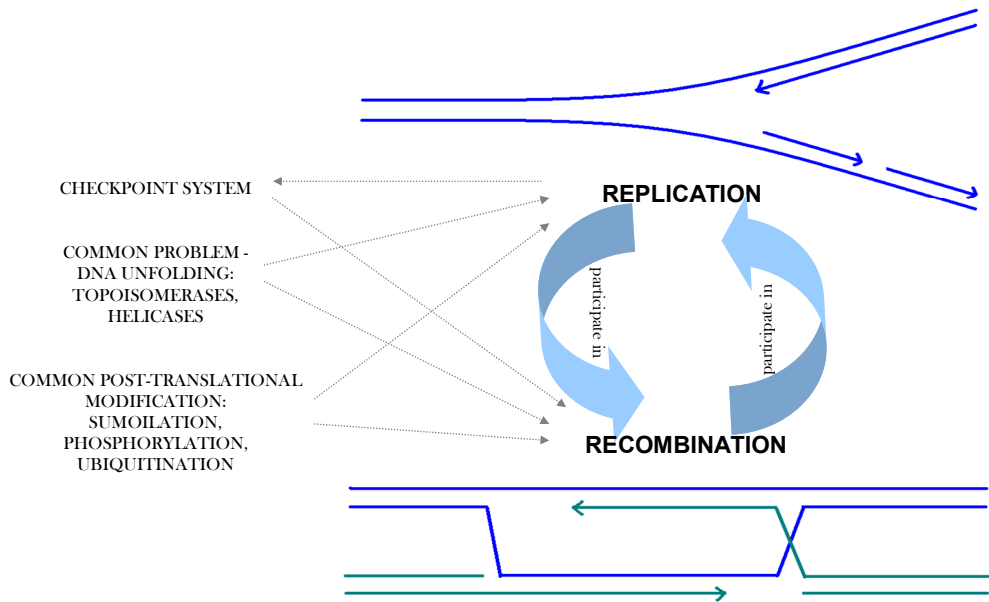 REPLICATION
CHECKPOINT SYSTEM
COMMON PROBLEM -
DNA UNFOLDING:
TOPOISOMERASES,
HELICASES
participate in
participate in
COMMON POST-TRANSLATIONAL
MODIFICATION:
SUMOILATION,
PHOSPHORYLATION,
UBIQUITINATION
RECOMBINATION